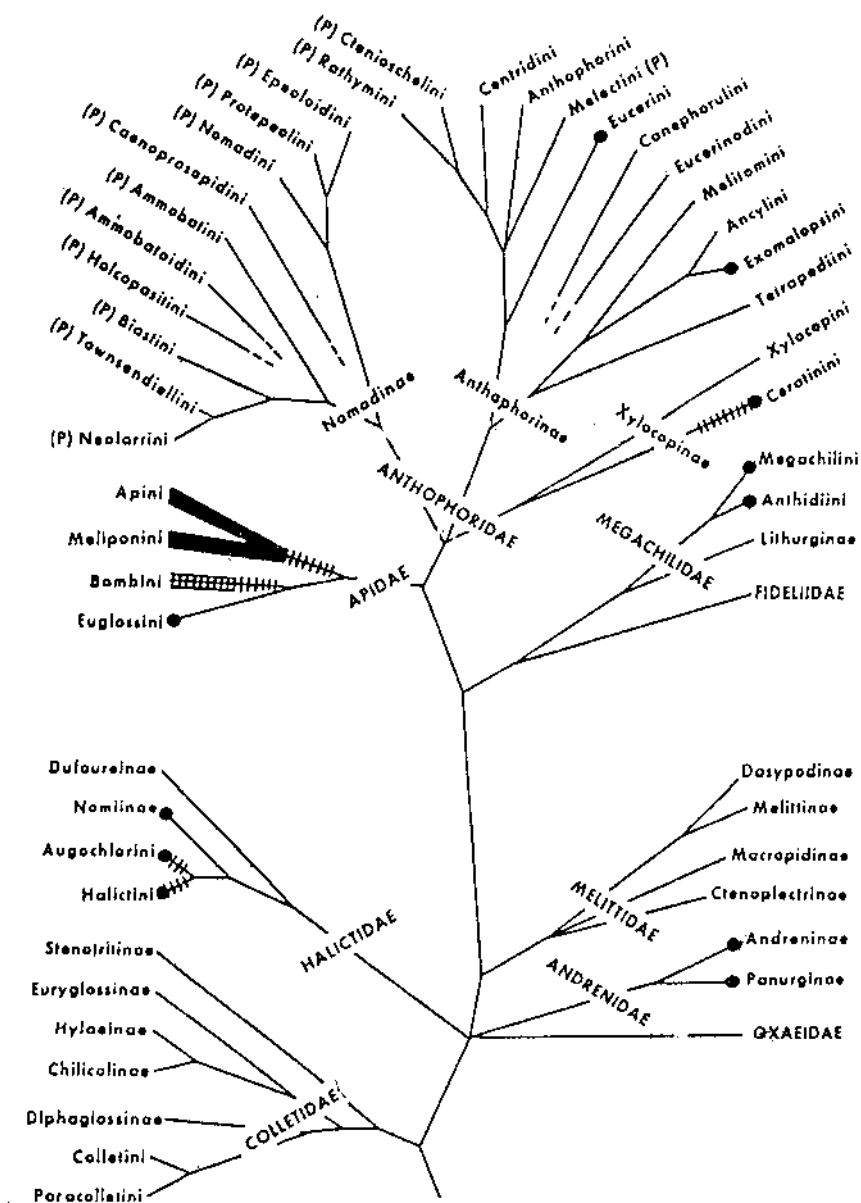 (P) Ctenioschelini
(P) Rathymini
(P) Epeoloidini
(P) Protepeolini
(P) Nomadini
(P) Caenoprosopidini
(P) Ammobatini
(P) Ammobatoidini
(P) Holcopasitini
(P) Biastini
(P) Townsendiellini
(P) Neolarrini
Centridini
Anthophorini
Melectini (P)
Eucerini
Canephorulini
Eucerinodini
Melitomini
Ancylini
Exomalopsini
Tetrapediini
Xylocopini
Ceratinini
Nomadinae
Anthophorinae
Xylocopinae
ANTHOPHORIDAE
Megachilini
Anthidiini
Lithurginae
MEGACHILIDAE
FIDELIIDAE
Apini
Meliponini
Bombini
Euglossini
APIDAE
Dufoureinae
Nomiinae
Augochlorini
Halictini
HALICTIDAE
Dasypodinae
Melittinae
Macropidinae
Ctenoplectrinae
MELITTIDAE
Andreninae
Panurginae
ANDRENIDAE
OXAEIDAE
Stenotritinae
Euryglossinae
Hylaeinae
Chilicolinae
Diphaglossinae
Colletini
Paracolletini
COLLETIDAE